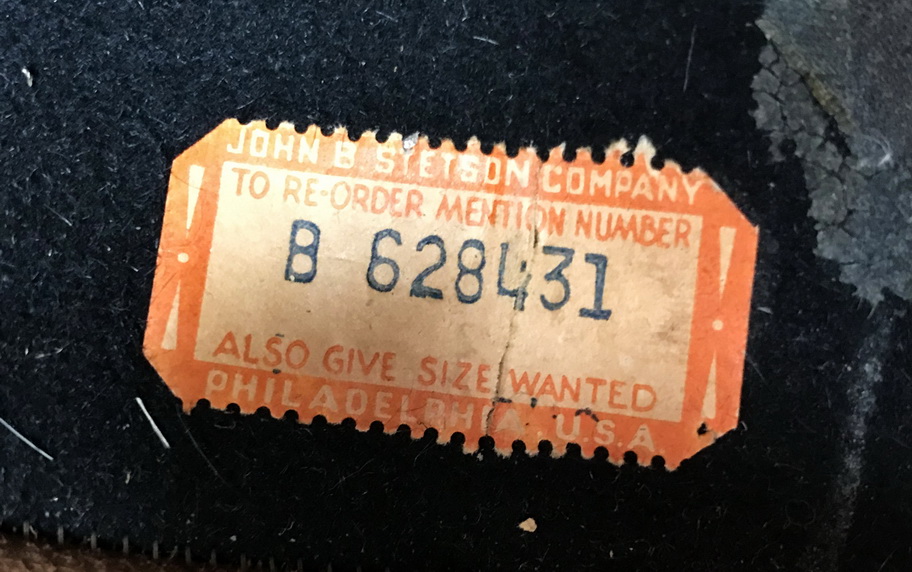 JOHN B STETSON COMPANY
TO RE-ORDER MENTION NUMBER
B 628431
ALSO GIVE SIZE WANTED
PHILADELPHIA, U.S.A